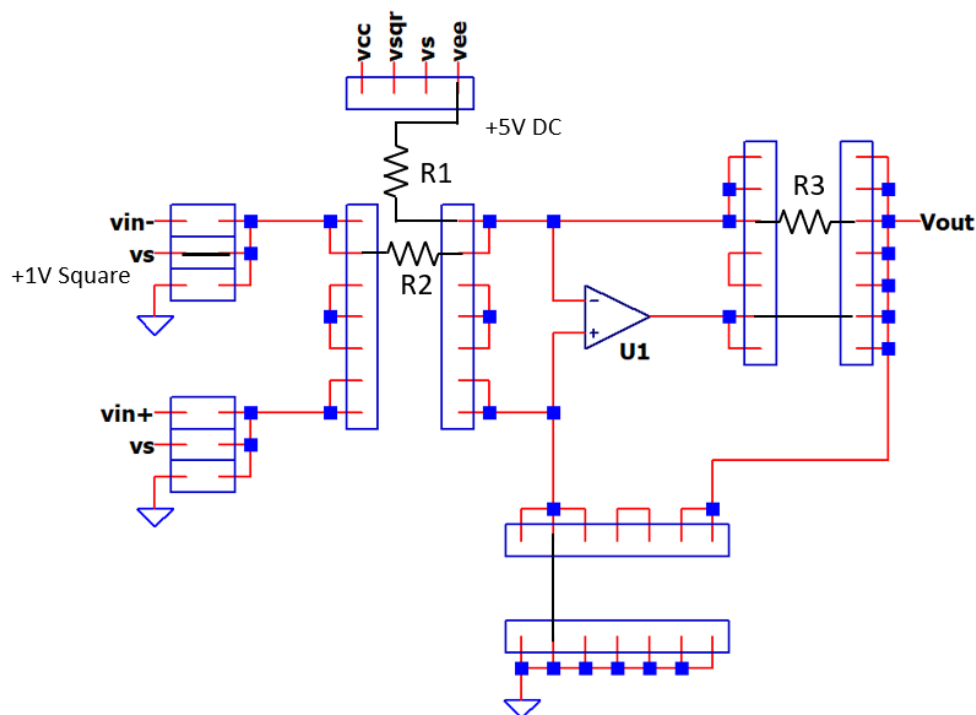 vcc
vsqr
vs
vee
+5V DC
R1
R3
vin-
Vout
vs
+1V Square
R2
−
+
U1
vin+
vs